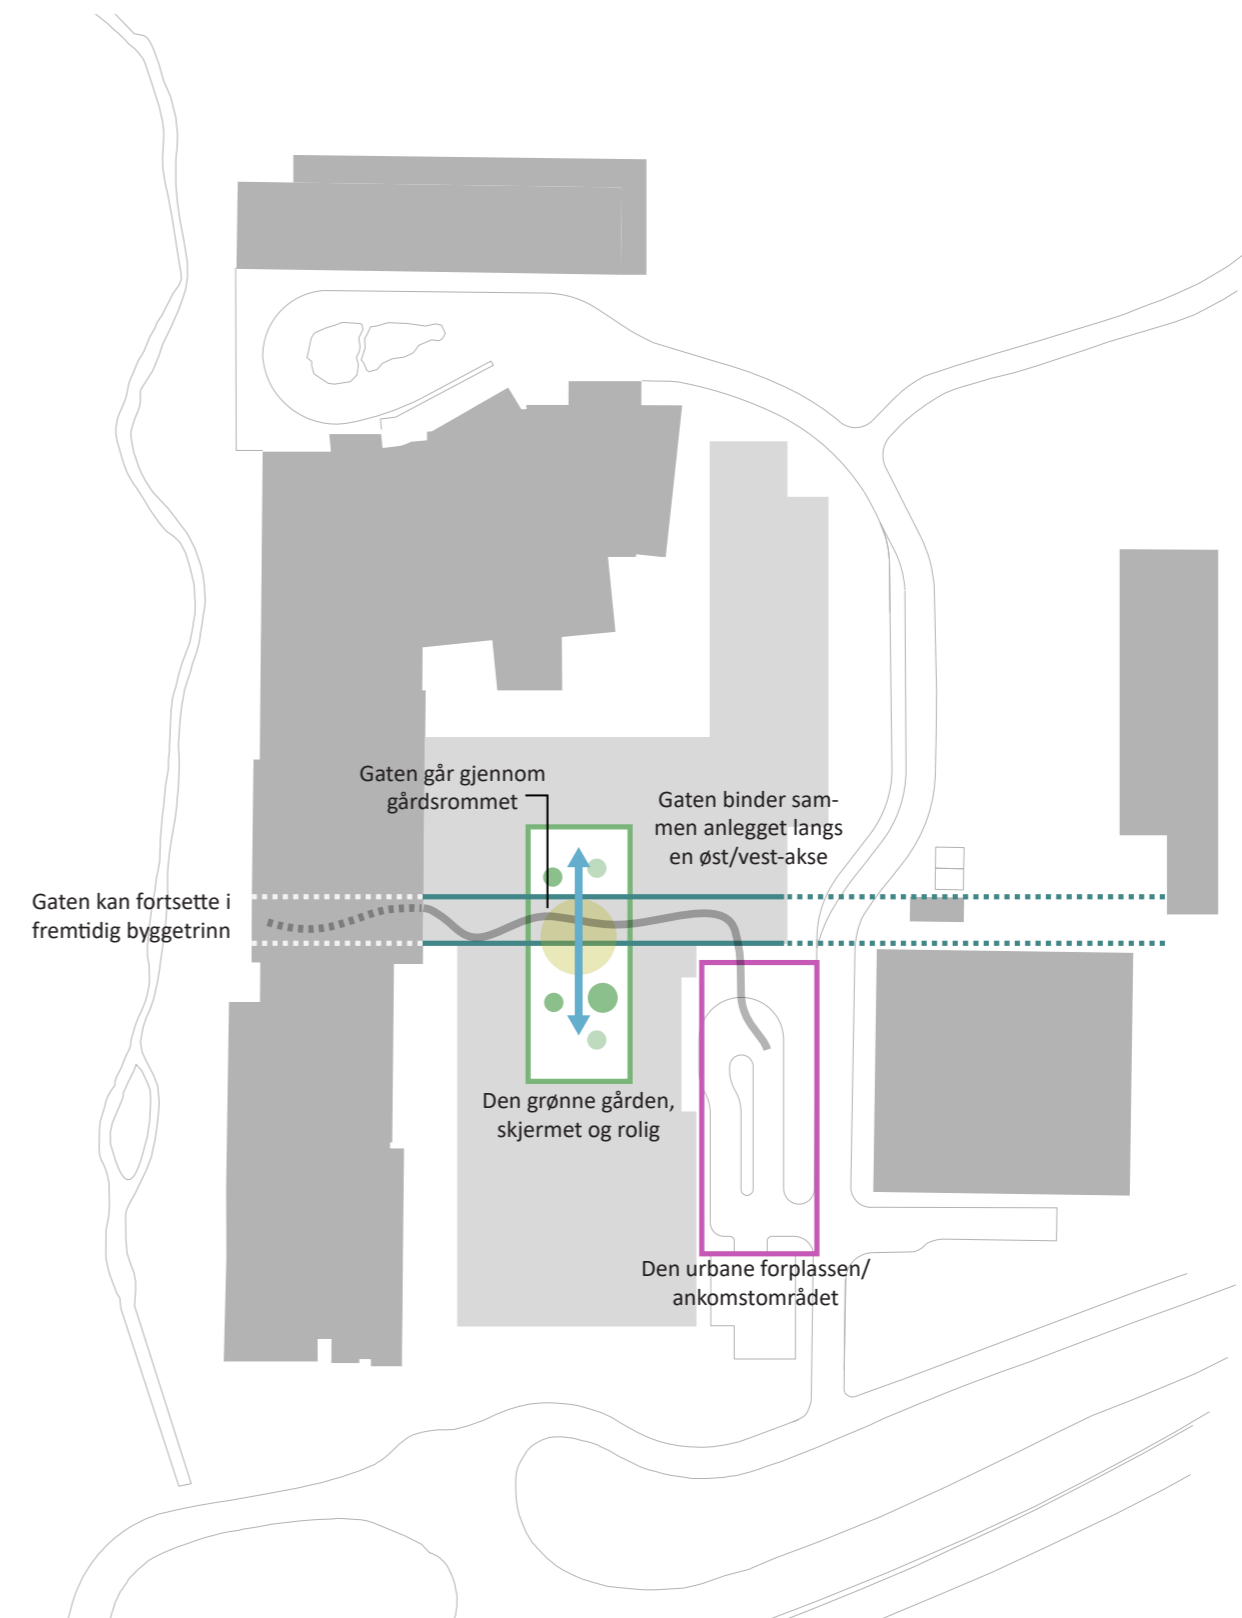 Gaten går gjennom
gårdsrommet
Gaten binder sam-
men anlegget langs
en øst/vest-akse
Gaten kan fortsette i
fremtidig byggetrinn
Den grønne gården,
skjermet og rolig
Den urbane forplassen/
ankomstområdet